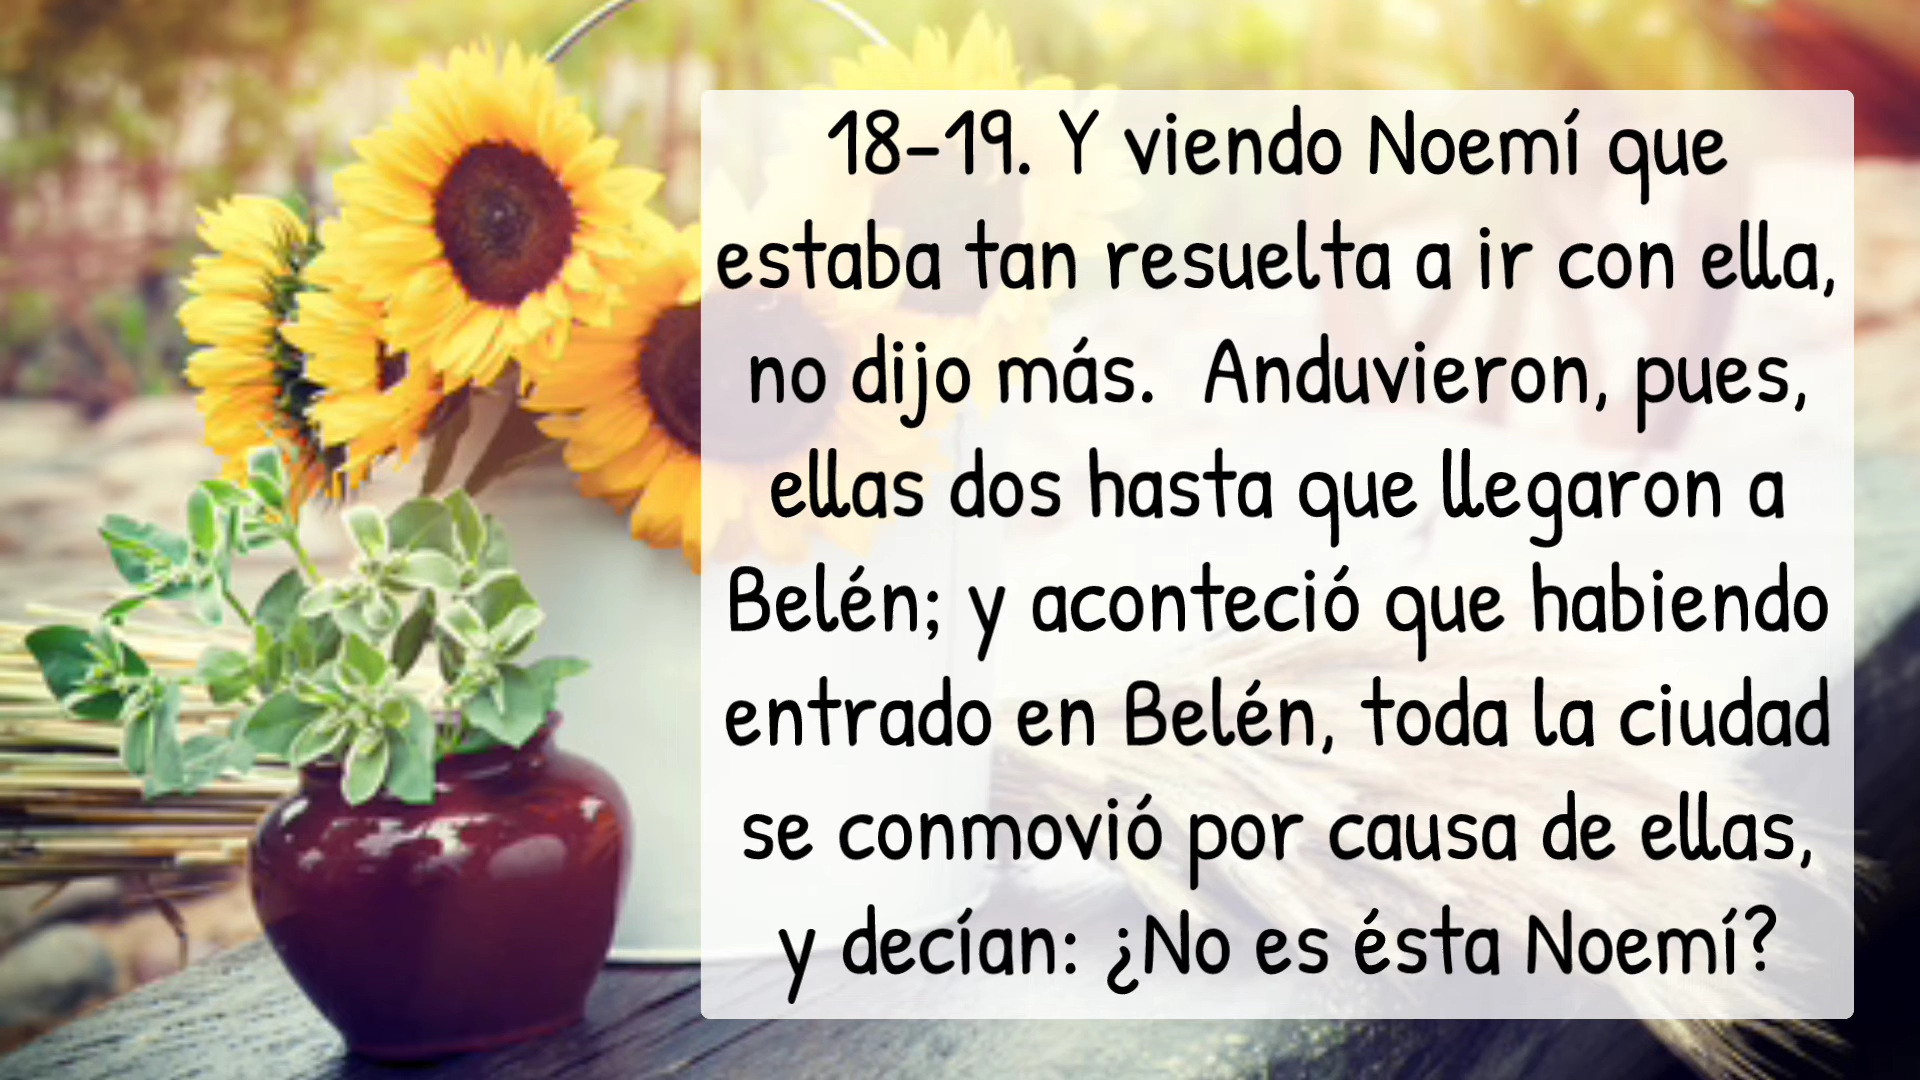 18-19. Y viendo Noemí que
estaba tan resuelta a ir con ella,
no dijo más.  Anduvieron, pues,
ellas dos hasta que llegaron a
Belén; y aconteció que habiendo
entrado en Belén, toda la ciudad
se conmovió por causa de ellas,
y decían: ¿No es ésta Noemí?